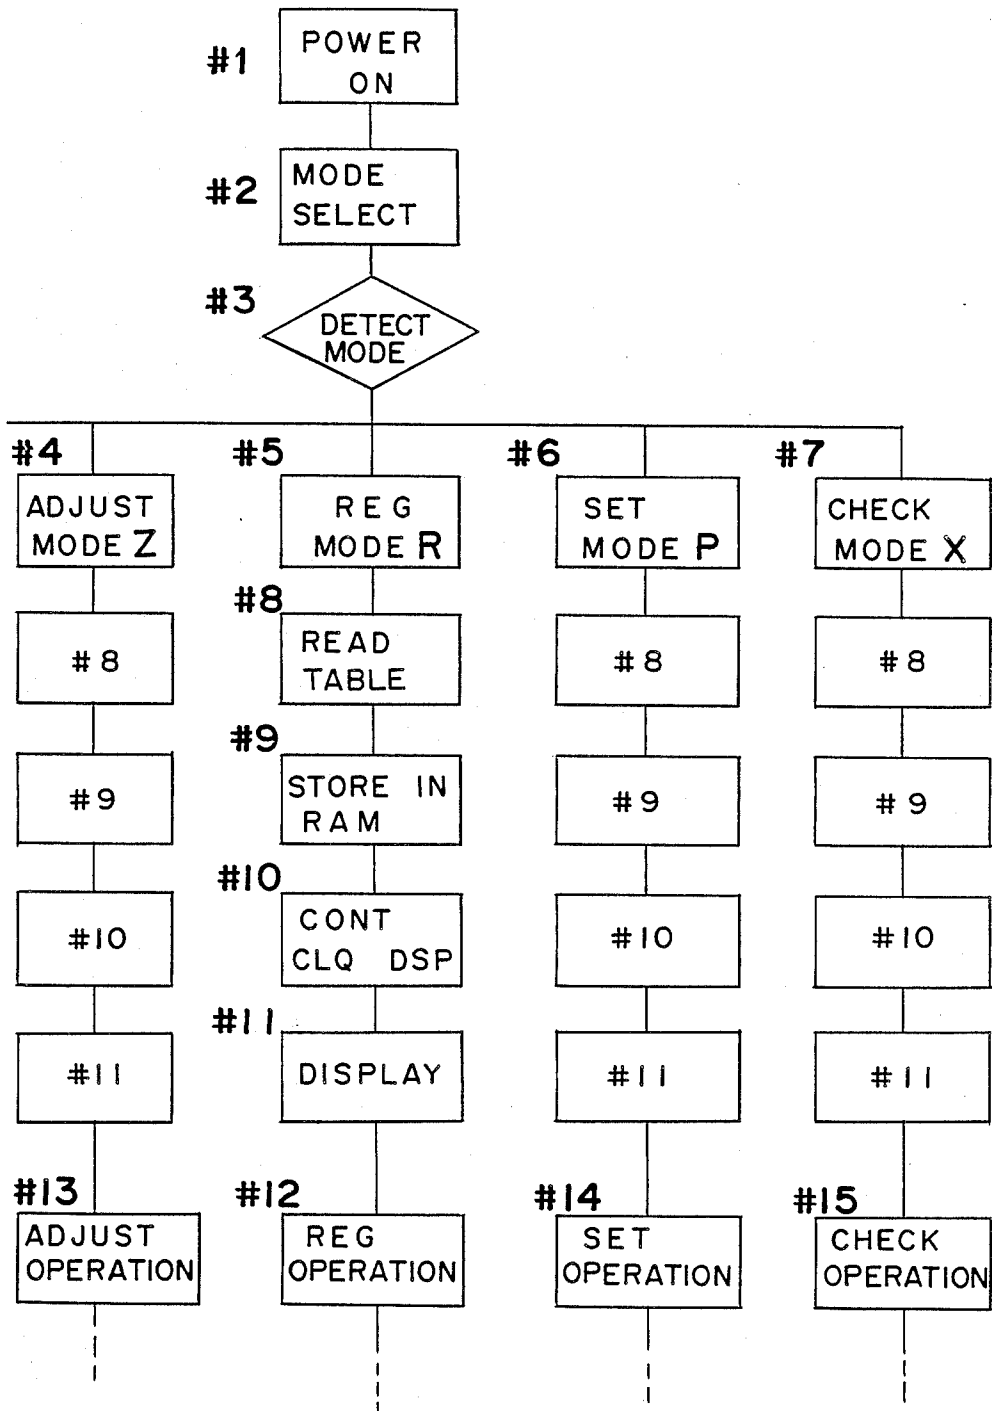 #1
POWER
ON
#2
MODE
SELECT
#3
DETECT
MODE
#4
ADJUST
MODE Z
#5
REG
MODE R
#6
SET
MODE P
#7
CHECK
MODE X
#8
#8
READ
TABLE
#8
#8
#9
#9
STORE IN
RAM
#9
#9
#10
#10
CONT
CLQ DSP
#10
#10
#11
#11
DISPLAY
#11
#11
#13
ADJUST
OPERATION
#12
REG
OPERATION
#14
SET
OPERATION
#15
CHECK
OPERATION